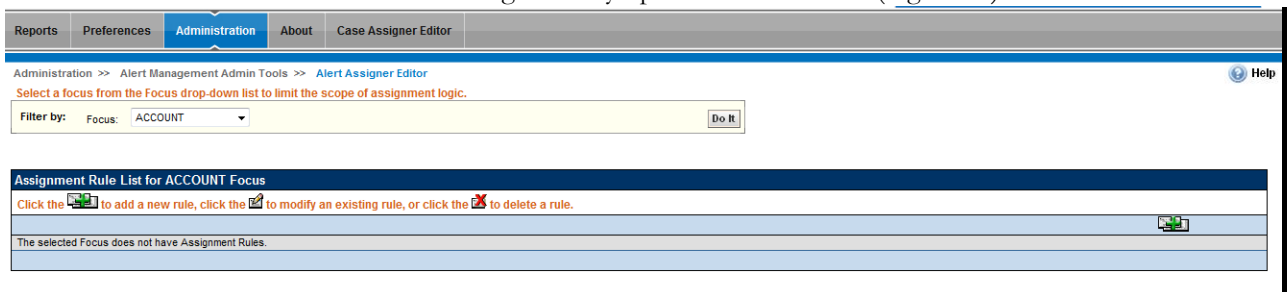 Reports Preferences Administration About Case Assigner Editor
Administration >> Alert Management Admin Tools >> Alert Assigner Editor Help
Select a focus from the Focus drop-down list to limit the scope of assignment logic.
Filter by: Focus: ACCOUNT Do It
Assignment Rule List for ACCOUNT Focus
Click the to add a new rule, click the to modify an existing rule, or click the to delete a rule.
The selected Focus does not have Assignment Rules.